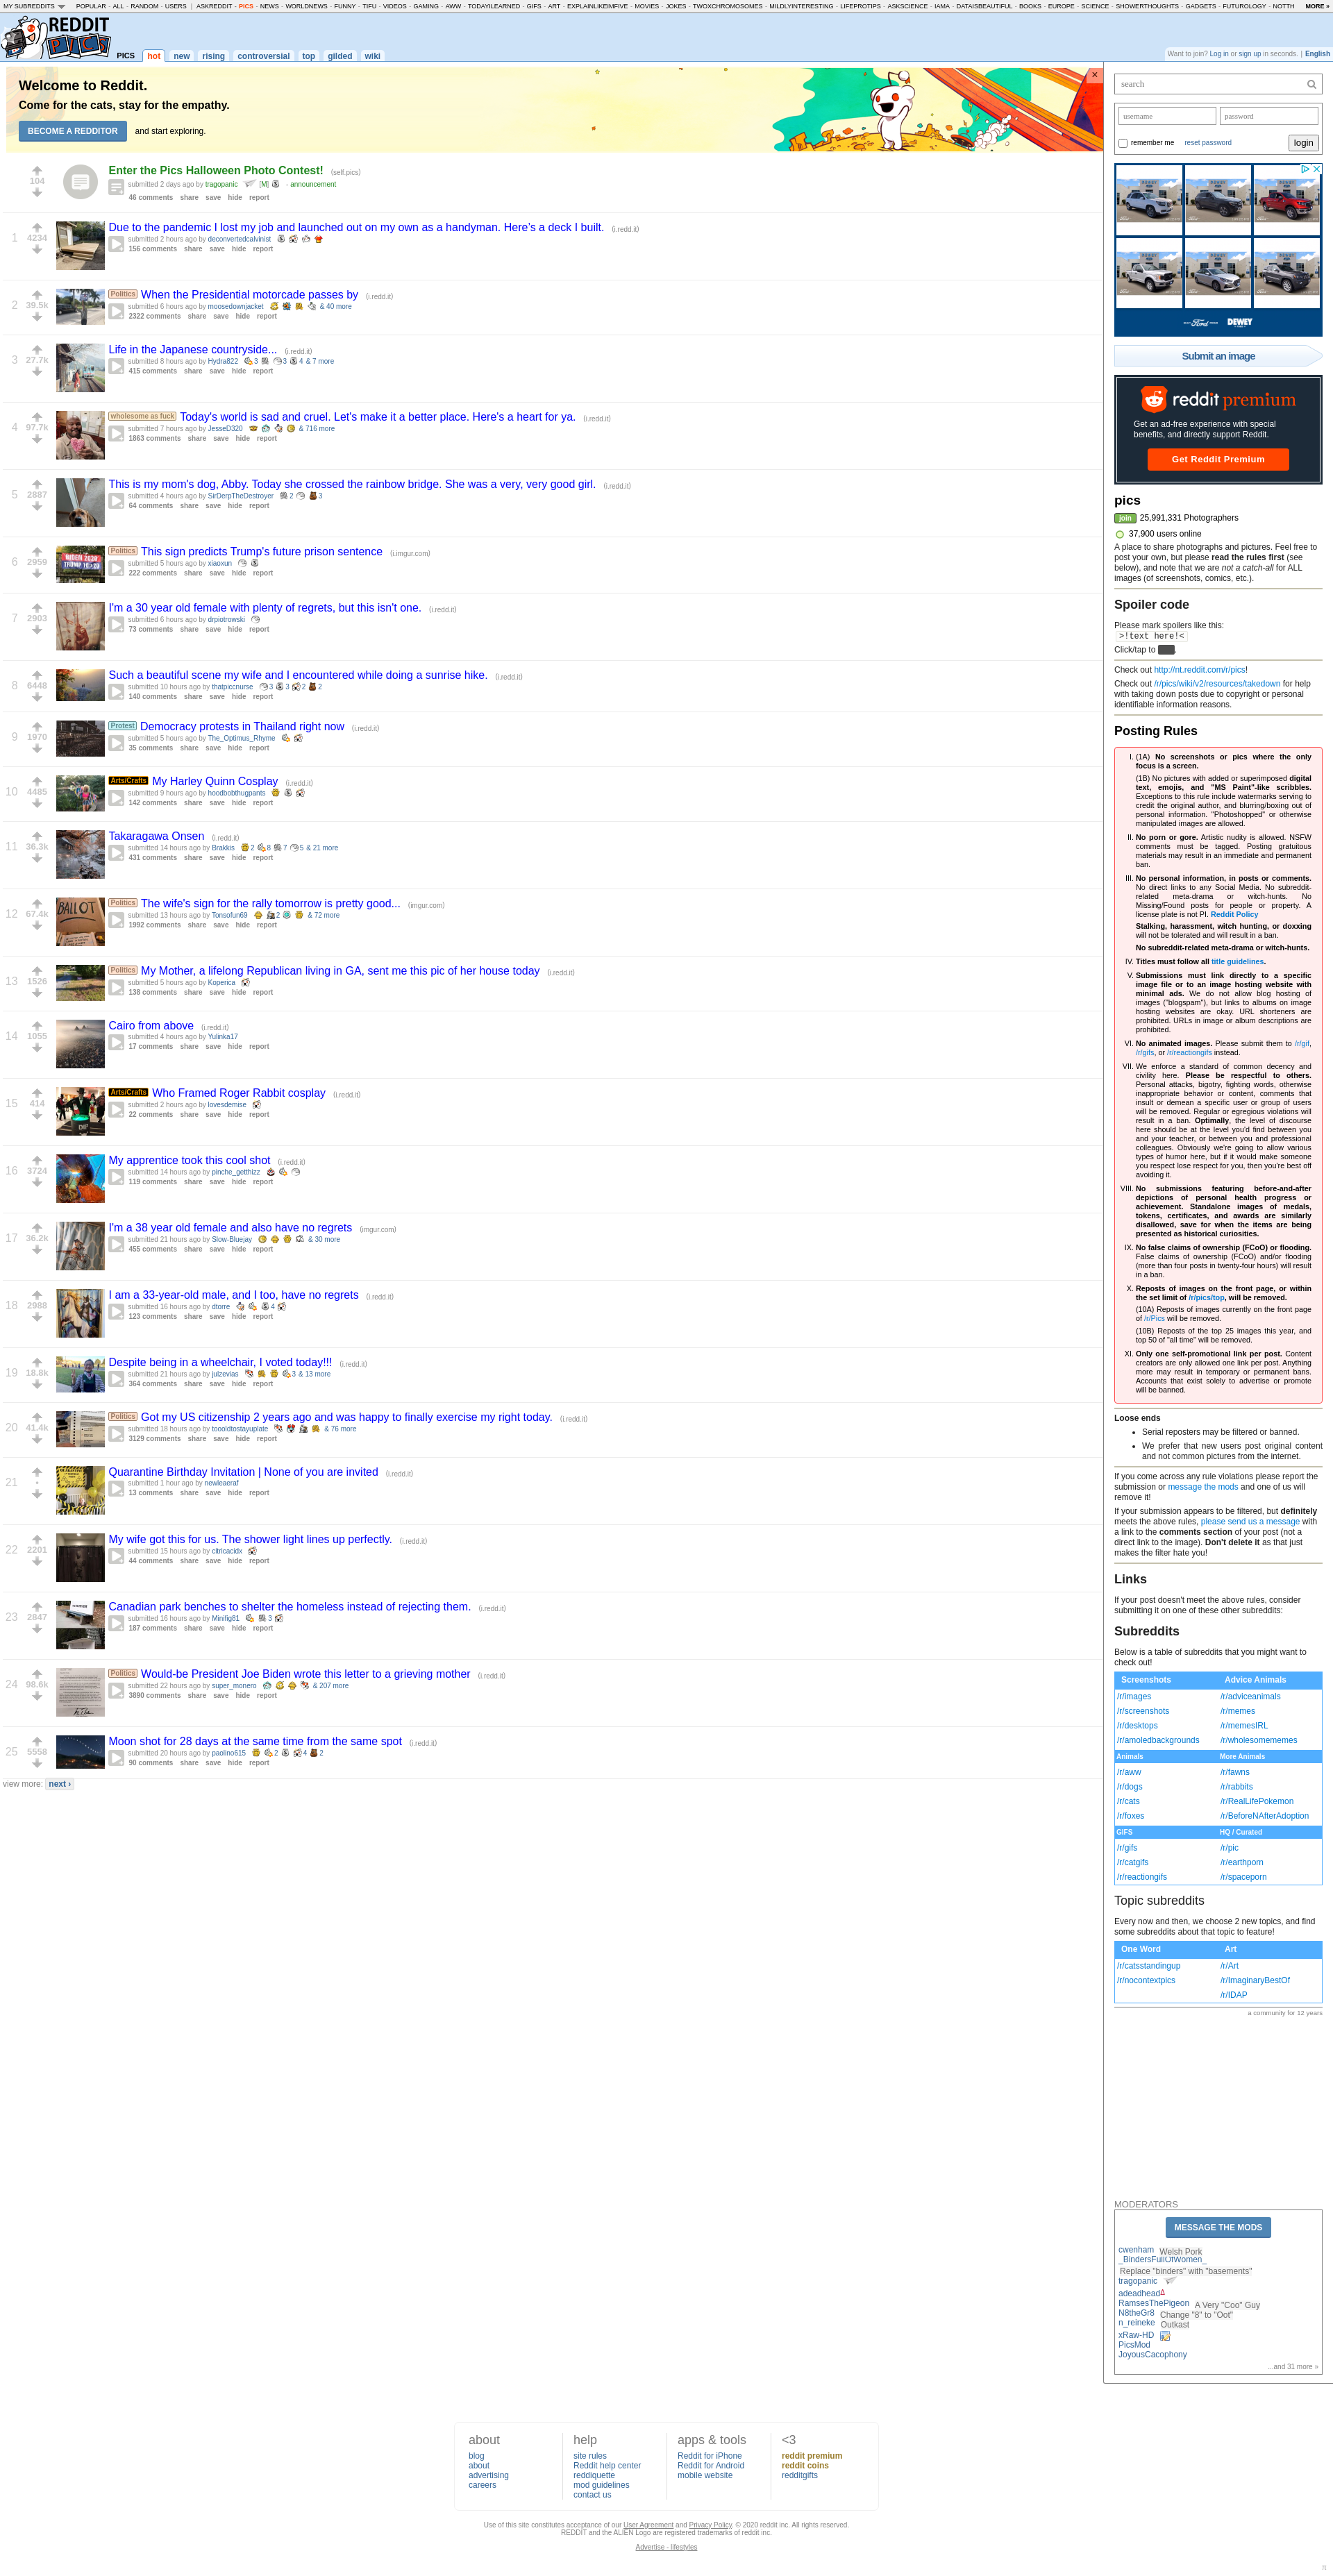 MY SUBREDDITS POPULAR - ALL - RANDOM - USERS | ASKREDDIT - PICS - NEWS - WORLDNEWS - FUNNY - TIFU - VIDEOS - GAMING - AWW - TODAYILEARNED - GIFS - ART - EXPLAINLIKEIMFIVE - MOVIES - JOKES - TWOXCHROMOSOMES - MILDLYINTERESTING - LIFEPROTIPS - ASKSCIENCE - IAMA - DATAISBEAUTIFUL - BOOKS - EUROPE - SCIENCE - SHOWERTHOUGHTS - GADGETS - FUTUROLOGY - NOTTH MORE »
REDDIT
PICS
PICS hot new rising controversial top gilded wiki
Want to join? Log in or sign up in seconds. | English
Welcome to Reddit.
Come for the cats, stay for the empathy.
BECOME A REDDITOR and start exploring.
×
104
Enter the Pics Halloween Photo Contest! (self.pics)
submitted 2 days ago by tragopanic [M] - announcement
46 comments share save hide report
1
4234
Due to the pandemic I lost my job and launched out on my own as a handyman. Here's a deck I built. (i.redd.it)
submitted 2 hours ago by deconvertedcalvinist
156 comments share save hide report
2
39.5k
Politics When the Presidential motorcade passes by (i.redd.it)
submitted 6 hours ago by moosedownjacket & 40 more
2322 comments share save hide report
3
27.7k
Life in the Japanese countryside... (i.redd.it)
submitted 8 hours ago by Hydra822 3 3 4 & 7 more
415 comments share save hide report
4
97.7k
wholesome as fuck Today's world is sad and cruel. Let's make it a better place. Here's a heart for ya. (i.redd.it)
submitted 7 hours ago by JesseD320 & 716 more
1863 comments share save hide report
5
2887
This is my mom's dog, Abby. Today she crossed the rainbow bridge. She was a very, very good girl. (i.redd.it)
submitted 4 hours ago by SirDerpTheDestroyer 2 3
64 comments share save hide report
6
2959
Politics This sign predicts Trump's future prison sentence (i.imgur.com)
submitted 5 hours ago by xiaoxun
222 comments share save hide report
7
2903
I'm a 30 year old female with plenty of regrets, but this isn't one. (i.redd.it)
submitted 6 hours ago by drpiotrowski
73 comments share save hide report
8
6448
Such a beautiful scene my wife and I encountered while doing a sunrise hike. (i.redd.it)
submitted 10 hours ago by thatpiccnurse 3 3 2 2
140 comments share save hide report
9
1970
Protest Democracy protests in Thailand right now (i.redd.it)
submitted 5 hours ago by The_Optimus_Rhyme
35 comments share save hide report
10
4485
Arts/Crafts My Harley Quinn Cosplay (i.redd.it)
submitted 9 hours ago by hoodbobthugpants
142 comments share save hide report
11
36.3k
Takaragawa Onsen (i.redd.it)
submitted 14 hours ago by Brakkis 2 8 7 5 & 21 more
431 comments share save hide report
12
67.4k
BALLOT
Politics The wife's sign for the rally tomorrow is pretty good... (imgur.com)
submitted 13 hours ago by Tonsofun69 2 & 72 more
1992 comments share save hide report
13
1526
Politics My Mother, a lifelong Republican living in GA, sent me this pic of her house today (i.redd.it)
submitted 5 hours ago by Koperica
138 comments share save hide report
14
1055
Cairo from above (i.redd.it)
submitted 4 hours ago by Yulinka17
17 comments share save hide report
15
414
DIP
Arts/Crafts Who Framed Roger Rabbit cosplay (i.redd.it)
submitted 2 hours ago by lovesdemise
22 comments share save hide report
16
3724
My apprentice took this cool shot (i.redd.it)
submitted 14 hours ago by pinche_getthizz
119 comments share save hide report
17
36.2k
I'm a 38 year old female and also have no regrets (imgur.com)
submitted 21 hours ago by Slow-Bluejay & 30 more
455 comments share save hide report
18
2988
I am a 33-year-old male, and I too, have no regrets (i.redd.it)
submitted 16 hours ago by dtorre 4
123 comments share save hide report
19
18.8k
Despite being in a wheelchair, I voted today!!! (i.redd.it)
submitted 21 hours ago by julzevias 3 & 13 more
364 comments share save hide report
20
41.4k
Politics Got my US citizenship 2 years ago and was happy to finally exercise my right today. (i.redd.it)
submitted 18 hours ago by toooldtostayuplate & 76 more
3129 comments share save hide report
21
•
Quarantine Birthday Invitation | None of you are invited (i.redd.it)
submitted 1 hour ago by newleaeraf
13 comments share save hide report
22
2201
My wife got this for us. The shower light lines up perfectly. (i.redd.it)
submitted 15 hours ago by citricacidx
44 comments share save hide report
23
2847
Canadian park benches to shelter the homeless instead of rejecting them. (i.redd.it)
submitted 16 hours ago by Minifig81 3
187 comments share save hide report
24
98.6k
Politics Would-be President Joe Biden wrote this letter to a grieving mother (i.redd.it)
submitted 22 hours ago by super_monero & 207 more
3890 comments share save hide report
25
5558
Moon shot for 28 days at the same time from the same spot (i.redd.it)
submitted 20 hours ago by paolino615 2 4 2
90 comments share save hide report
view more: next ›
search
username password
remember me reset password login
Ford DEWEY
Submit an image
reddit premium
Get an ad-free experience with special
benefits, and directly support Reddit.
Get Reddit Premium
pics
join 25,991,331 Photographers
37,900 users online
A place to share photographs and pictures. Feel free to
post your own, but please read the rules first (see
below), and note that we are not a catch-all for ALL
images (of screenshots, comics, etc.).
Spoiler code
Please mark spoilers like this:
>!text here!<
Click/tap to .
Check out http://nt.reddit.com/r/pics!
Check out /r/pics/wiki/v2/resources/takedown for help
with taking down posts due to copyright or personal
identifiable information reasons.
Posting Rules
I. (1A) No screenshots or pics where the only
focus is a screen.
(1B) No pictures with added or superimposed digital
text, emojis, and "MS Paint"-like scribbles.
Exceptions to this rule include watermarks serving to
credit the original author, and blurring/boxing out of
personal information. "Photoshopped" or otherwise
manipulated images are allowed.
II. No porn or gore. Artistic nudity is allowed. NSFW
comments must be tagged. Posting gratuitous
materials may result in an immediate and permanent
ban.
III. No personal information, in posts or comments.
No direct links to any Social Media. No subreddit-
related meta-drama or witch-hunts. No
Missing/Found posts for people or property. A
license plate is not PI. Reddit Policy
Stalking, harassment, witch hunting, or doxxing
will not be tolerated and will result in a ban.
No subreddit-related meta-drama or witch-hunts.
IV. Titles must follow all title guidelines.
V. Submissions must link directly to a specific
image file or to an image hosting website with
minimal ads. We do not allow blog hosting of
images ("blogspam"), but links to albums on image
hosting websites are okay. URL shorteners are
prohibited. URLs in image or album descriptions are
prohibited.
VI. No animated images. Please submit them to /r/gif,
/r/gifs, or /r/reactiongifs instead.
VII. We enforce a standard of common decency and
civility here. Please be respectful to others.
Personal attacks, bigotry, fighting words, otherwise
inappropriate behavior or content, comments that
insult or demean a specific user or group of users
will be removed. Regular or egregious violations will
result in a ban. Optimally, the level of discourse
here should be at the level you'd find between you
and your teacher, or between you and professional
colleagues. Obviously we're going to allow various
types of humor here, but if it would make someone
you respect lose respect for you, then you're best off
avoiding it.
VIII. No submissions featuring before-and-after
depictions of personal health progress or
achievement. Standalone images of medals,
tokens, certificates, and awards are similarly
disallowed, save for when the items are being
presented as historical curiosities.
IX. No false claims of ownership (FCoO) or flooding.
False claims of ownership (FCoO) and/or flooding
(more than four posts in twenty-four hours) will result
in a ban.
X. Reposts of images on the front page, or within
the set limit of /r/pics/top, will be removed.
(10A) Reposts of images currently on the front page
of /r/Pics will be removed.
(10B) Reposts of the top 25 images this year, and
top 50 of "all time" will be removed.
XI. Only one self-promotional link per post. Content
creators are only allowed one link per post. Anything
more may result in temporary or permanent bans.
Accounts that exist solely to advertise or promote
will be banned.
Loose ends
• Serial reposters may be filtered or banned.
• We prefer that new users post original content
and not common pictures from the internet.
If you come across any rule violations please report the
submission or message the mods and one of us will
remove it!
If your submission appears to be filtered, but definitely
meets the above rules, please send us a message with
a link to the comments section of your post (not a
direct link to the image). Don't delete it as that just
makes the filter hate you!
Links
If your post doesn't meet the above rules, consider
submitting it on one of these other subreddits:
Subreddits
Below is a table of subreddits that you might want to
check out!
Screenshots Advice Animals
/r/images /r/adviceanimals
/r/screenshots /r/memes
/r/desktops /r/memesIRL
/r/amoledbackgrounds /r/wholesomememes
Animals More Animals
/r/aww /r/fawns
/r/dogs /r/rabbits
/r/cats /r/RealLifePokemon
/r/foxes /r/BeforeNAfterAdoption
GIFS HQ / Curated
/r/gifs /r/pic
/r/catgifs /r/earthporn
/r/reactiongifs /r/spaceporn
Topic subreddits
Every now and then, we choose 2 new topics, and find
some subreddits about that topic to feature!
One Word Art
/r/catsstandingup /r/Art
/r/nocontextpics /r/ImaginaryBestOf
/r/IDAP
a community for 12 years
MODERATORS
MESSAGE THE MODS
cwenham Welsh Pork
_BindersFullOfWomen_
Replace "binders" with "basements"
tragopanic
adeadheadΔ
RamsesThePigeon A Very "Coo" Guy
N8theGr8 Change "8" to "Oot"
n_reineke Outkast
xRaw-HD
PicsMod
JoyousCacophony
...and 31 more »
about help apps & tools <3
blog site rules Reddit for iPhone reddit premium
about Reddit help center Reddit for Android reddit coins
advertising reddiquette mobile website redditgifts
careers mod guidelines
contact us
Use of this site constitutes acceptance of our User Agreement and Privacy Policy. © 2020 reddit inc. All rights reserved.
REDDIT and the ALIEN Logo are registered trademarks of reddit inc.
Advertise - lifestyles
π